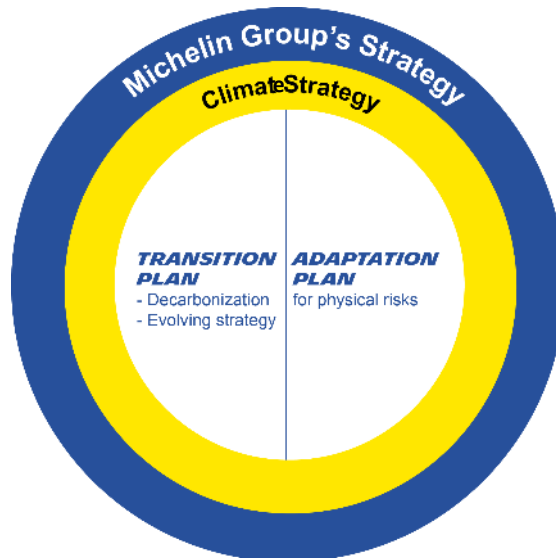 Michelin Group's Strategy
ClimateStrategy
TRANSITION
PLAN
- Decarbonization
- Evolving strategy
ADAPTATION
PLAN
for physical risks